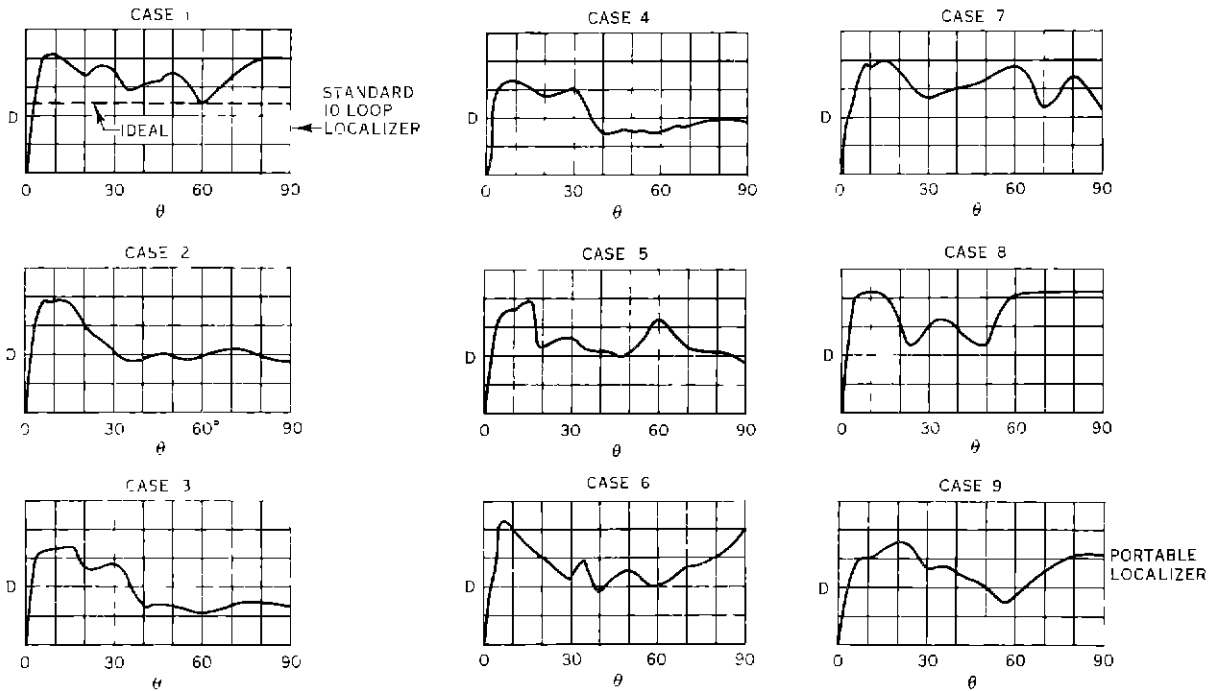 CASE 1
D
IDEAL
STANDARD
10 LOOP
LOCALIZER
0 30 60 90
θ
CASE 4
D
0 30 60 90
θ
CASE 7
D
0 30 60 90
θ
CASE 2
D
0 30 60° 90
θ
CASE 5
D
0 30 60 90
θ
CASE 8
D
0 30 60 90
θ
CASE 3
D
0 30 60 90
θ
CASE 6
D
0 30 60 90
θ
CASE 9
D
PORTABLE
LOCALIZER
0 30 60 90
θ